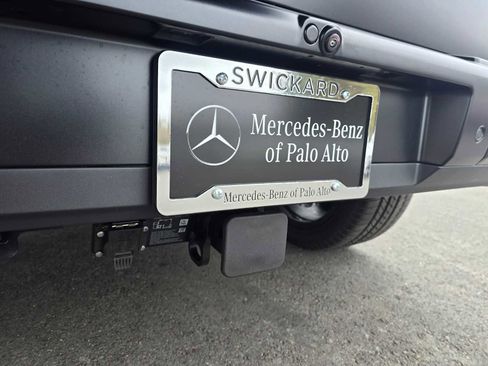 SWICKARD
Mercedes-Benz
of Palo Alto
Mercedes-Benz of Palo Alto